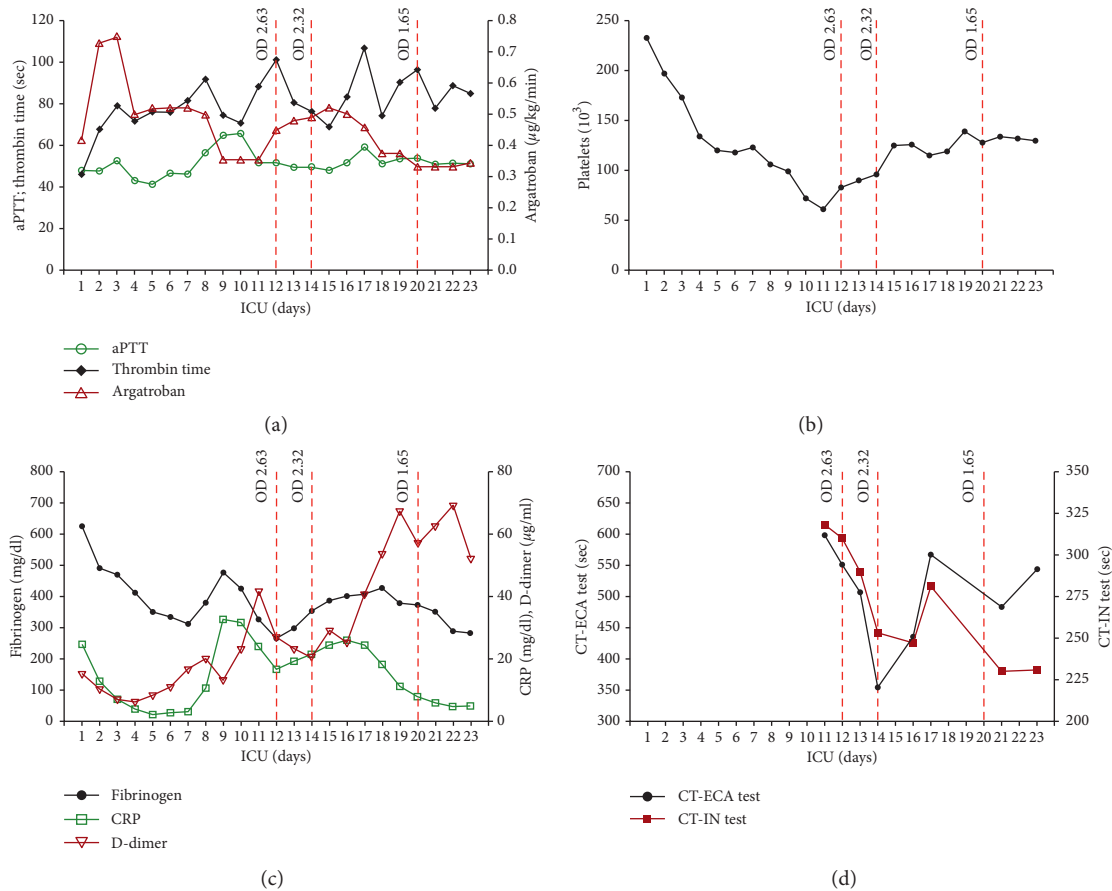 OD 2.63
OD 2.32
OD 1.65
120
100
80
60
40
20
0
aPTT; thrombin time (sec)
0.8
0.7
0.6
0.5
0.4
0.3
0.2
0.1
0.0
Argatroban (µg/kg/min)
1 2 3 4 5 6 7 8 9 10 11 12 13 14 15 16 17 18 19 20 21 22 23
ICU (days)
aPTT
Thrombin time
Argatroban
(a)
OD 2.63
OD 2.32
OD 1.65
250
200
150
100
50
0
Platelets (10³)
1 2 3 4 5 6 7 8 9 10 11 12 13 14 15 16 17 18 19 20 21 22 23
ICU (days)
(b)
OD 2.63
OD 2.32
OD 1.65
800
700
600
500
400
300
200
100
0
Fibrinogen (mg/dl)
80
60
40
20
0
CRP (mg/dl), D-dimer (µg/ml)
1 2 3 4 5 6 7 8 9 10 11 12 13 14 15 16 17 18 19 20 21 22 23
ICU (days)
Fibrinogen
CRP
D-dimer
(c)
OD 2.63
OD 2.32
OD 1.65
700
650
600
550
500
450
400
350
300
CT-ECA test (sec)
350
320
300
280
250
220
200
CT-IN test (sec)
1 2 3 4 5 6 7 8 9 10 11 12 13 14 15 16 17 18 19 20 21 22 23
ICU (days)
CT-ECA test
CT-IN test
(d)